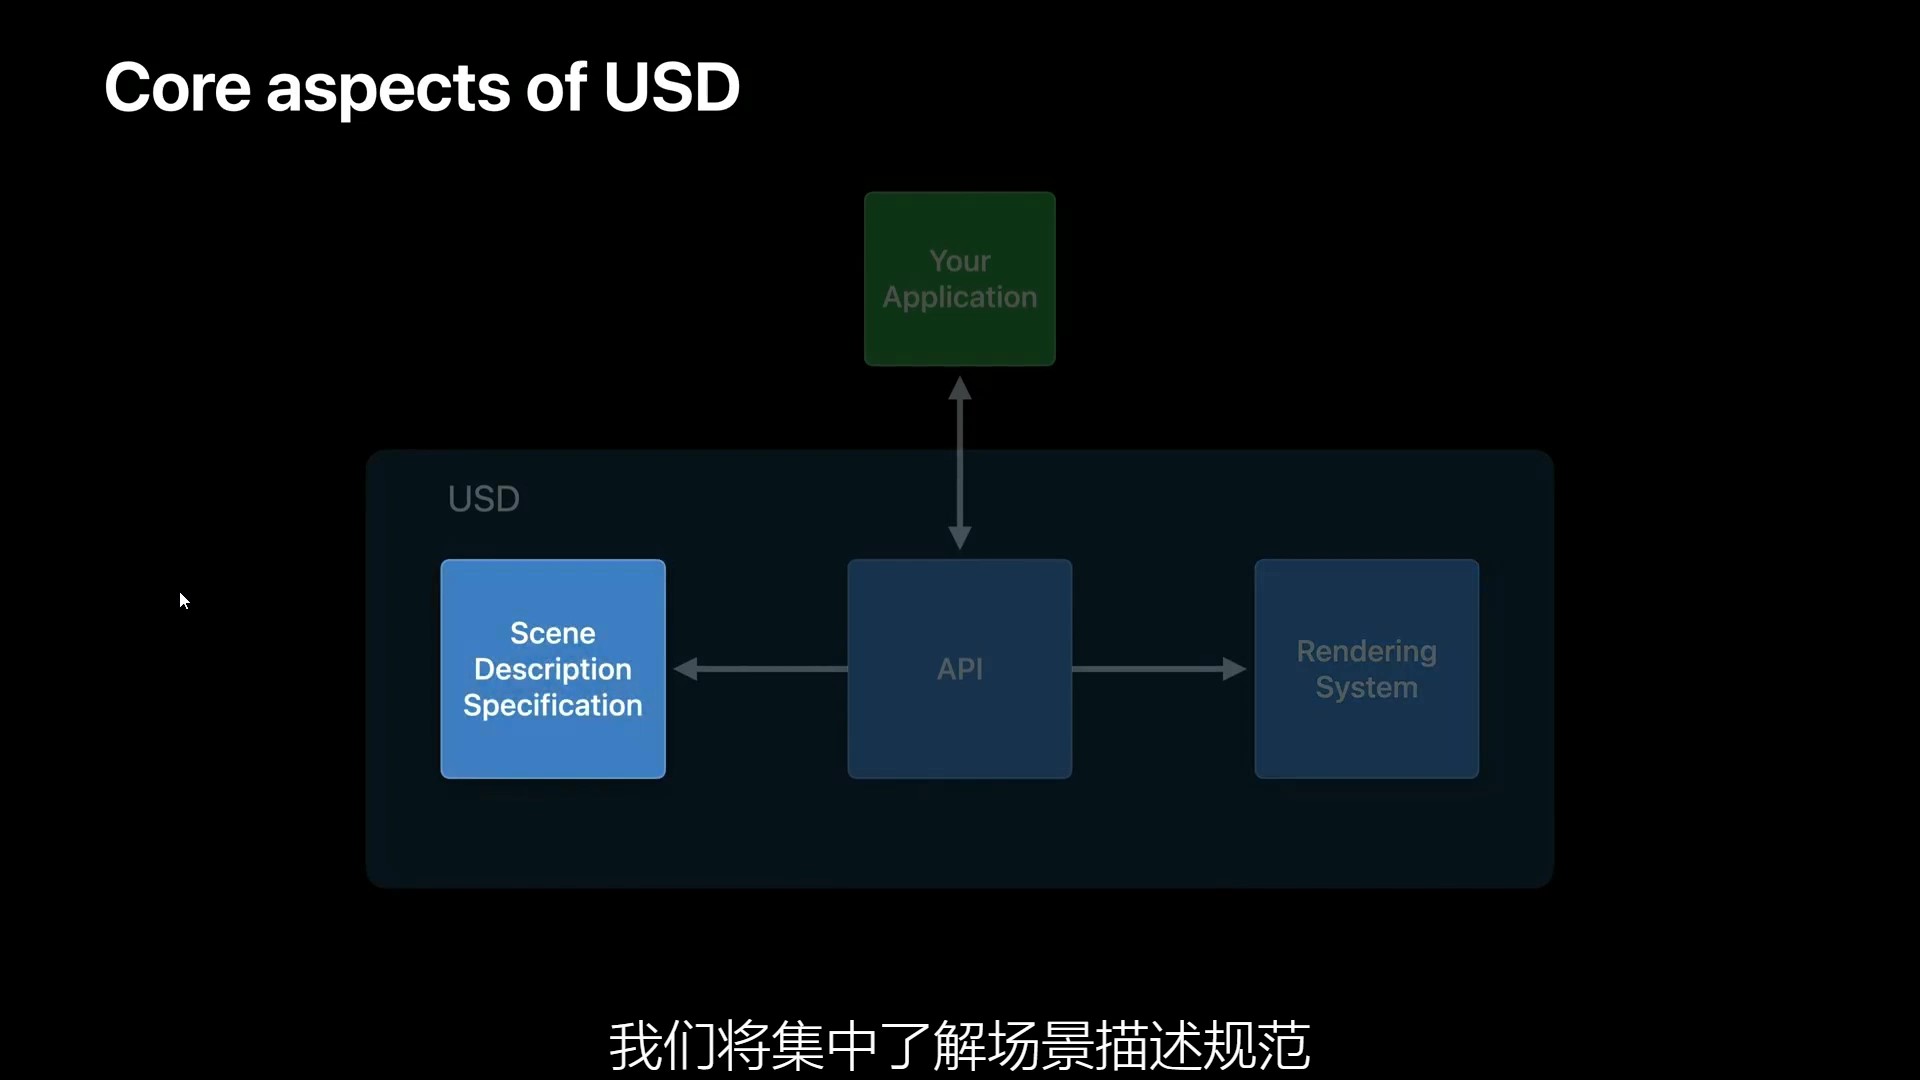 Core aspects of USD
Your
Application
USD
Scene
Description
Specification
API
Rendering
System
我们将集中了解场景描述规范